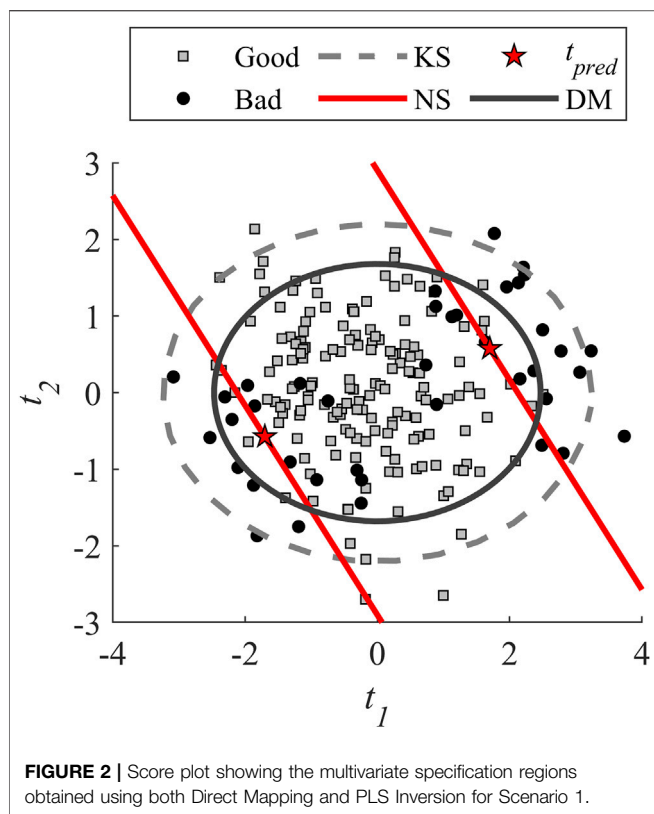 Good KS t_pred
Bad NS DM
3
2
1
0
-1
-2
-3
t_2
-4 -2 0 2 4
t_1
FIGURE 2 | Score plot showing the multivariate specification regions
obtained using both Direct Mapping and PLS Inversion for Scenario 1.